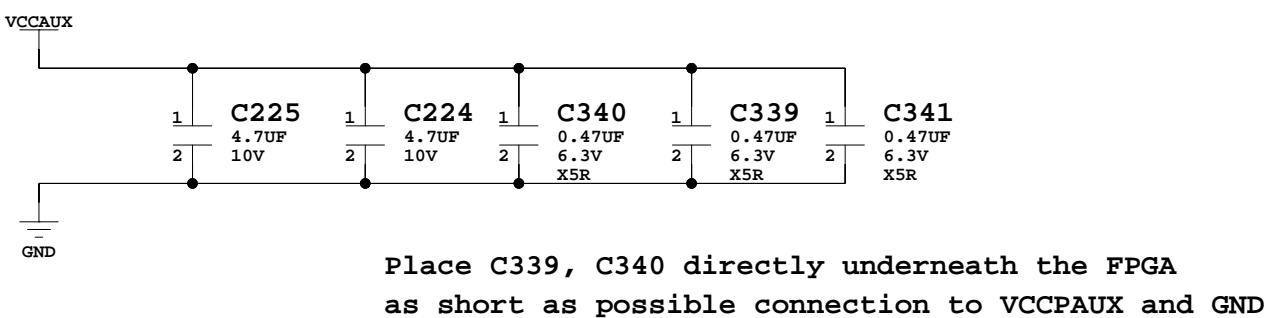 VCCAUX
1
C225
4.7UF
2
10V
1
C224
4.7UF
2
10V
1
C340
0.47UF
2
6.3V
X5R
1
C339
0.47UF
2
6.3V
X5R
1
C341
0.47UF
2
6.3V
X5R
GND
Place C339, C340 directly underneath the FPGA
as short as possible connection to VCCPAUX and GND